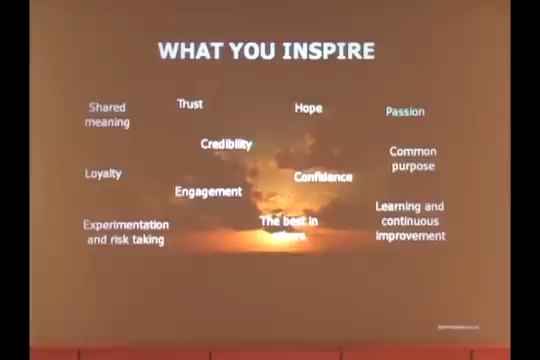 WHAT YOU INSPIRE
Shared
meaning
Trust
Hope
Passion
Credibility
Common
purpose
Loyalty
Confidence
Engagement
Learning and
continuous
improvement
Experimentation
and risk taking
The best in
others